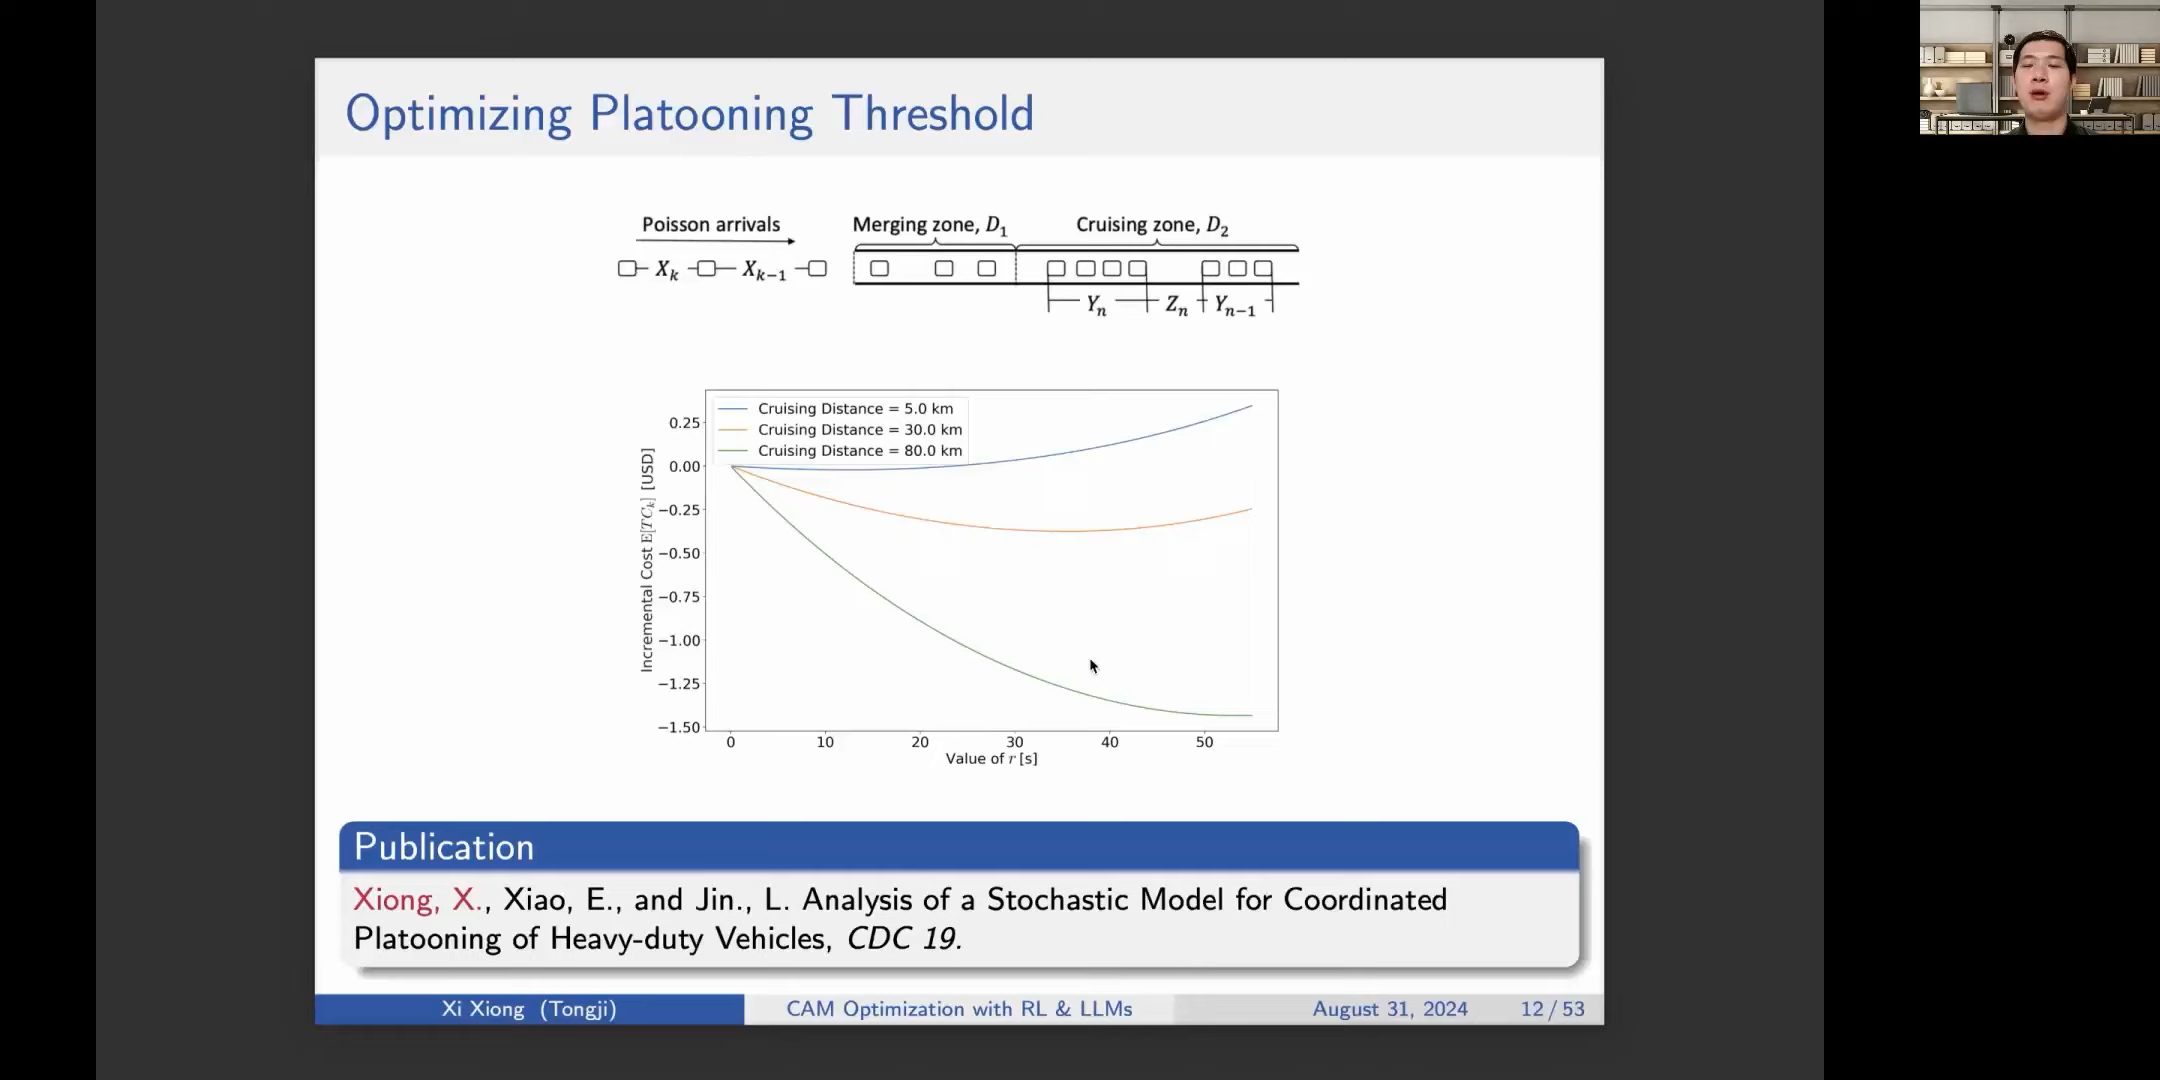 Optimizing Platooning Threshold
Poisson arrivals
Merging zone, D₁
Cruising zone, D₂
Xₖ
Xₖ₋₁
Yₙ
Zₙ
Yₙ₋₁
Cruising Distance = 5.0 km
Cruising Distance = 30.0 km
Cruising Distance = 80.0 km
0.25
0.00
−0.25
−0.50
−0.75
−1.00
−1.25
−1.50
Incremental Cost E[TCₖ] [USD]
0 10 20 30 40 50
Value of r [s]
Publication
Xiong, X., Xiao, E., and Jin., L. Analysis of a Stochastic Model for Coordinated
Platooning of Heavy-duty Vehicles, CDC 19.
Xi Xiong (Tongji) CAM Optimization with RL & LLMs August 31, 2024 12 / 53